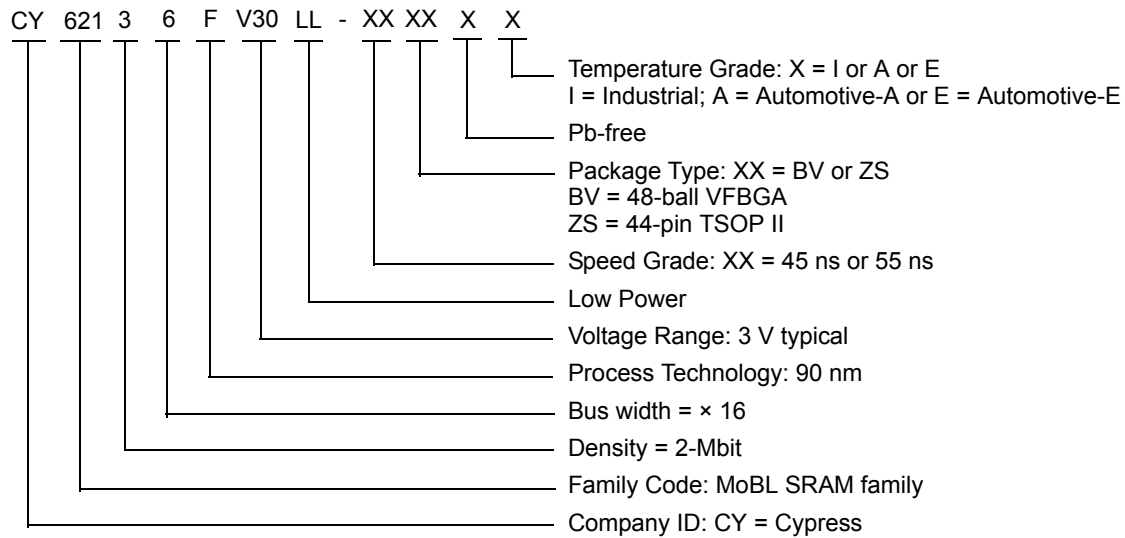 CY 621 3 6 F V30 LL - XX XX X X
Temperature Grade: X = I or A or E
I = Industrial; A = Automotive-A or E = Automotive-E
Pb-free
Package Type: XX = BV or ZS
BV = 48-ball VFBGA
ZS = 44-pin TSOP II
Speed Grade: XX = 45 ns or 55 ns
Low Power
Voltage Range: 3 V typical
Process Technology: 90 nm
Bus width = × 16
Density = 2-Mbit
Family Code: MoBL SRAM family
Company ID: CY = Cypress